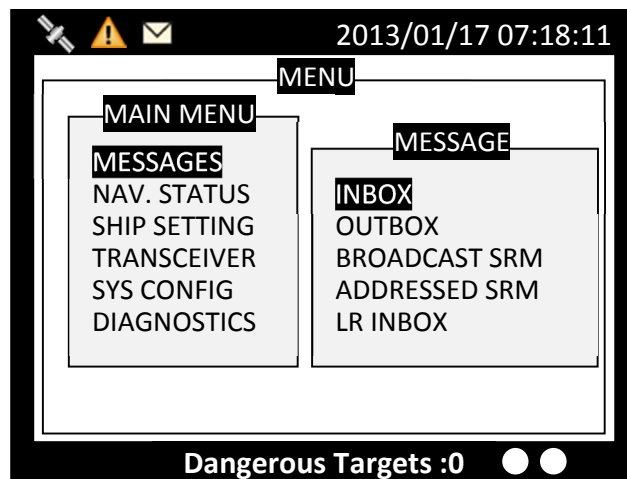 2013/01/17 07:18:11
MENU
MAIN MENU
MESSAGES
NAV. STATUS
SHIP SETTING
TRANSCEIVER
SYS CONFIG
DIAGNOSTICS
MESSAGE
INBOX
OUTBOX
BROADCAST SRM
ADDRESSED SRM
LR INBOX
Dangerous Targets :0